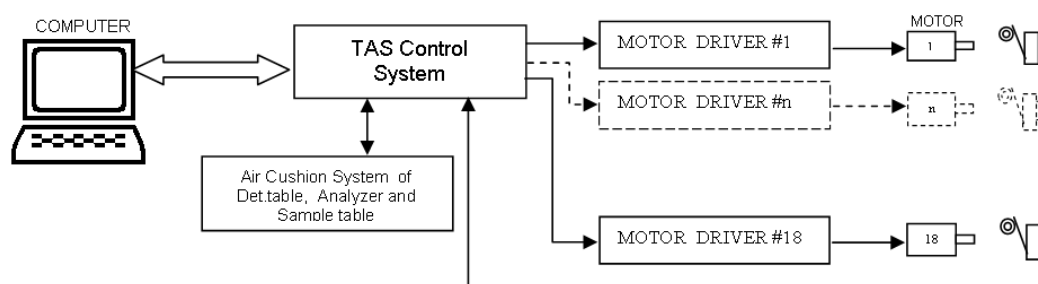 COMPUTER
TAS Control
System
Air Cushion System of
Det.table, Analyzer and
Sample table
MOTOR DRIVER #1
MOTOR DRIVER #n
MOTOR DRIVER #18
MOTOR
1
n
18